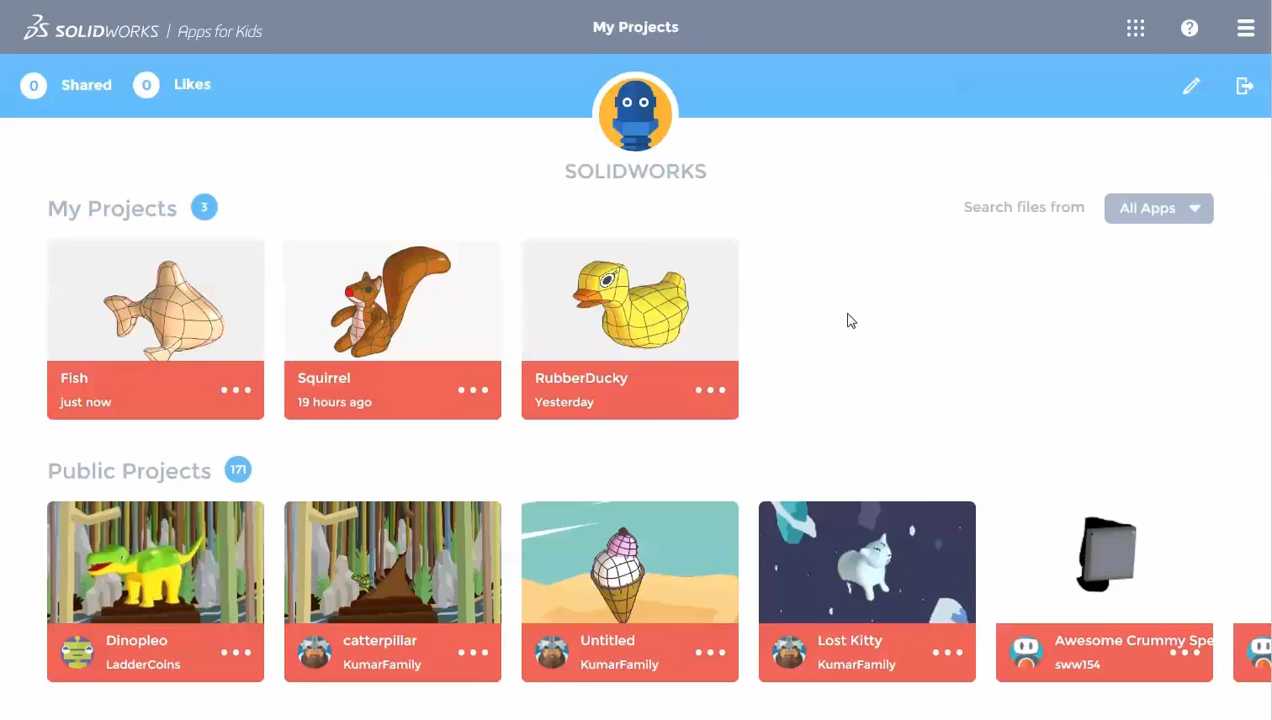 SOLIDWORKS | Apps for Kids
My Projects
?
0 Shared 0 Likes
SOLIDWORKS
My Projects 3
Search files from All Apps
Fish
just now
Squirrel
19 hours ago
RubberDucky
Yesterday
Public Projects 171
Dinopleo
LadderCoins
catterpillar
KumarFamily
Untitled
KumarFamily
Lost Kitty
KumarFamily
Awesome Crummy Spe
sww154